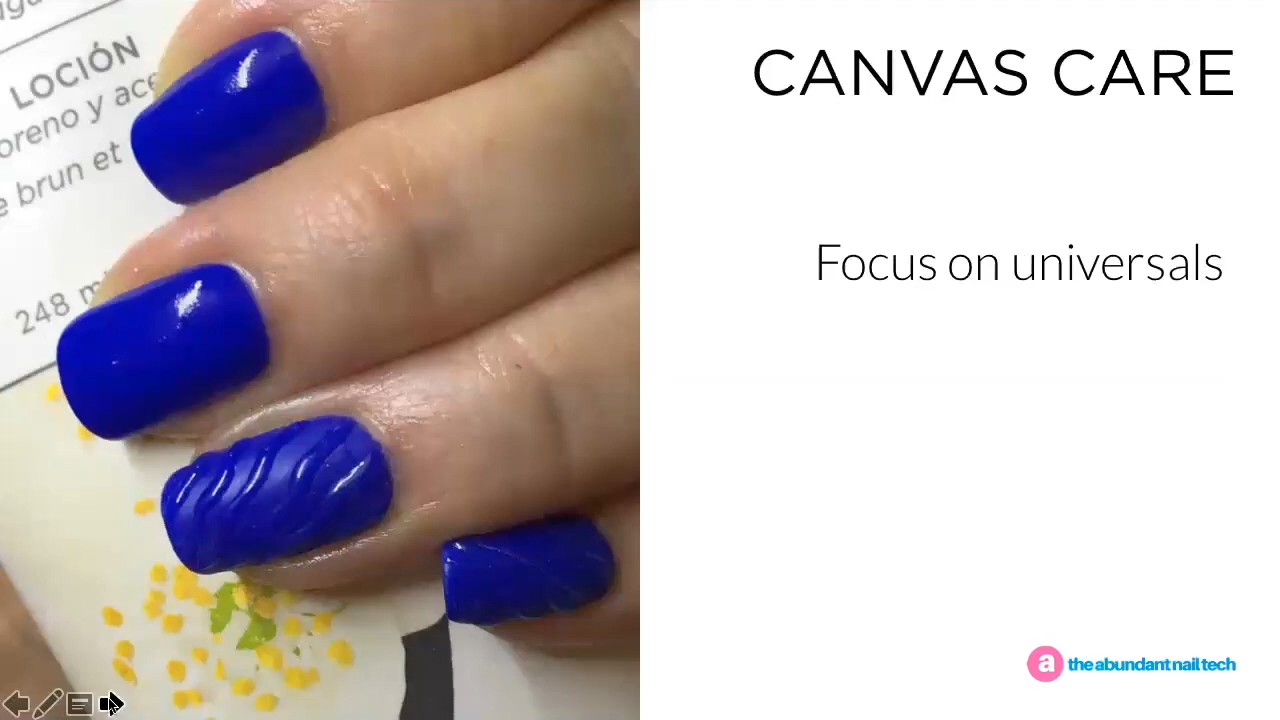 LOCIÓN
oreno y ace
e brun et
248 m
CANVAS CARE
Focus on universals
a theabundantnailtech